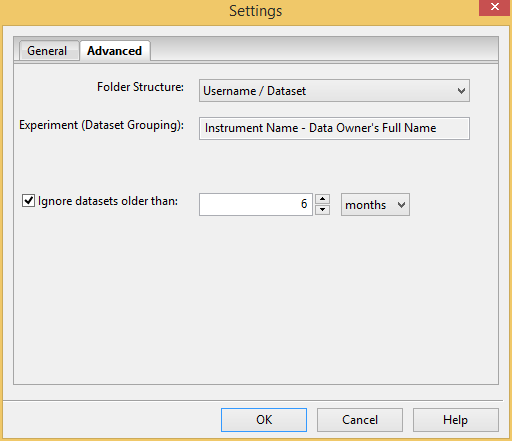 Settings
General Advanced
Folder Structure: Username / Dataset
Experiment (Dataset Grouping): Instrument Name - Data Owner's Full Name
Ignore datasets older than: 6 months
OK Cancel Help